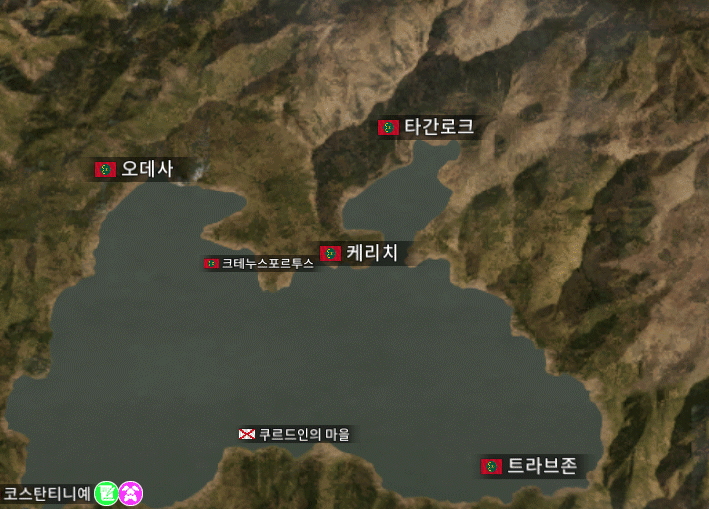 타간로크
오데사
케리치
크테누스포르투스
쿠르드인의 마을
트라브존
코스탄티니예